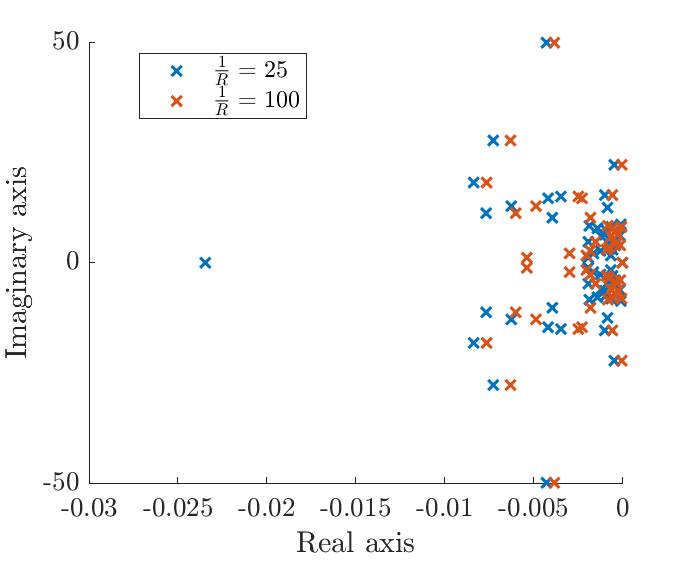 50
1/R = 25
1/R = 100
Imaginary axis
0
-50
-0.03 -0.025 -0.02 -0.015 -0.01 -0.005 0
Real axis